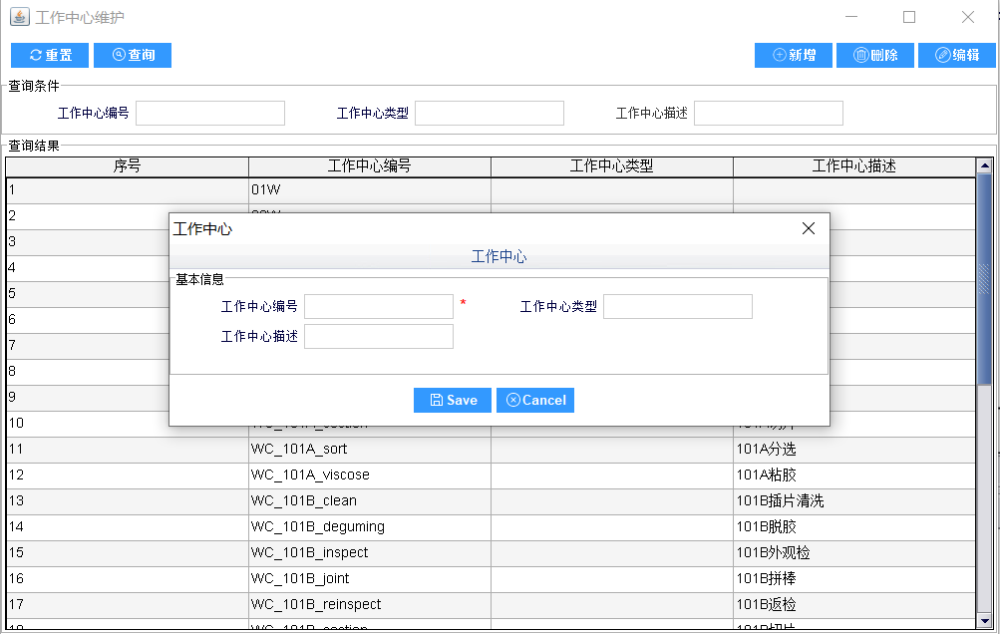 工作中心维护
重置 查询 新增 删除 编辑
查询条件
工作中心编号 工作中心类型 工作中心描述
查询结果
序号 工作中心编号 工作中心类型 工作中心描述
1 01W
2
3
4
5
6
7
8
9
10
工作中心
工作中心
基本信息
工作中心编号 * 工作中心类型
工作中心描述
Save Cancel
11 WC_101A_sort 101A分选
12 WC_101A_viscose 101A粘胶
13 WC_101B_clean 101B插片清洗
14 WC_101B_deguming 101B脱胶
15 WC_101B_inspect 101B外观检
16 WC_101B_joint 101B拼棒
17 WC_101B_reinspect 101B返检